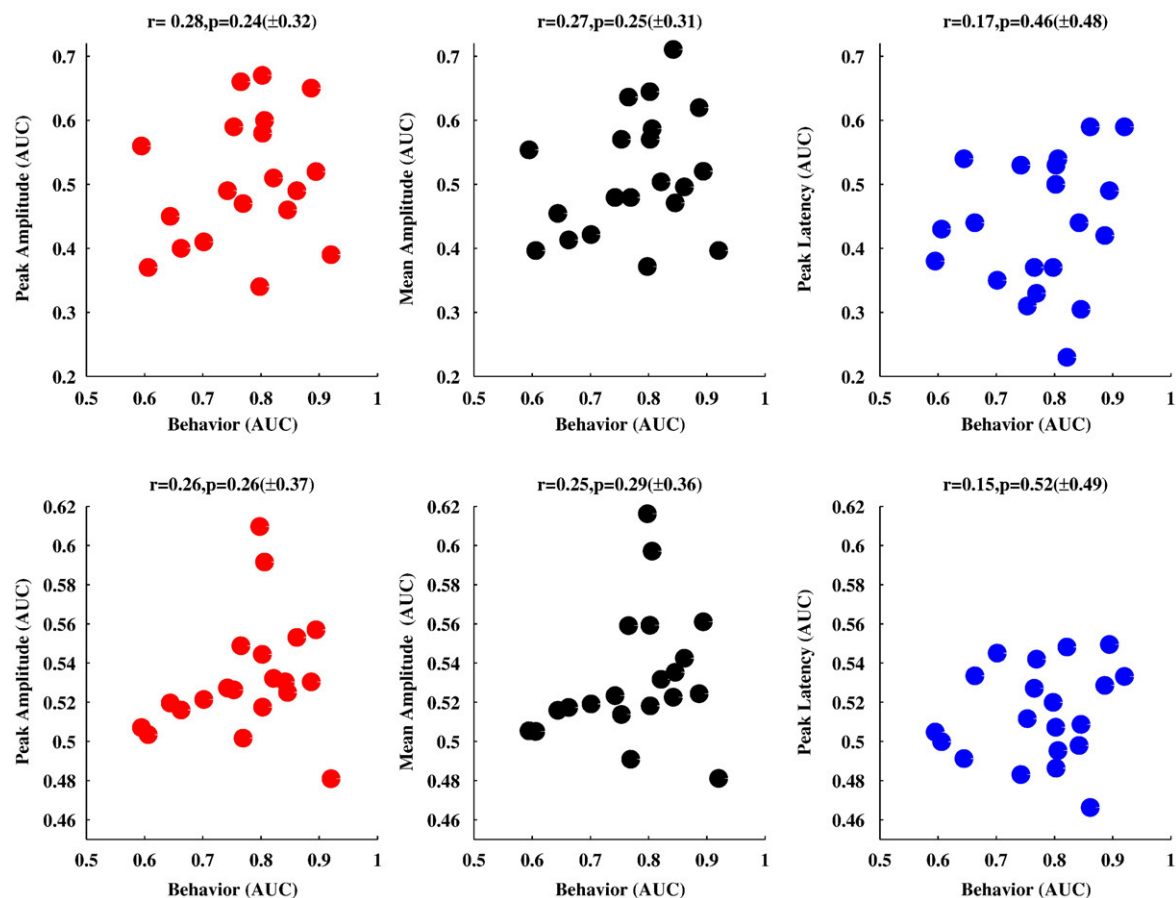 r= 0.28,p=0.24(±0.32)
0.7
0.6
0.5
0.4
0.3
0.2
0.5 0.6 0.7 0.8 0.9 1
Peak Amplitude (AUC)
Behavior (AUC)
0.27,p=0.25(±0.31)
0.7
0.6
0.5
0.4
0.3
0.2
0.5 0.6 0.7 0.8 0.9 1
Mean Amplitude (AUC)
Behavior (AUC)
r=0.17,p=0.46(±0.48)
0.7
0.6
0.5
0.4
0.3
0.2
0.5 0.6 0.7 0.8 0.9 1
Peak Latency (AUC)
Behavior (AUC)
r=0.26,p=0.26(±0.37)
0.62
0.6
0.58
0.56
0.54
0.52
0.5
0.48
0.46
0.5 0.6 0.7 0.8 0.9 1
Peak Amplitude (AUC)
Behavior (AUC)
r=0.25,p=0.29(±0.36)
0.62
0.6
0.58
0.56
0.54
0.52
0.5
0.48
0.46
0.5 0.6 0.7 0.8 0.9 1
Mean Amplitude (AUC)
Behavior (AUC)
r=0.15,p=0.52(±0.49)
0.62
0.6
0.58
0.56
0.54
0.52
0.5
0.48
0.46
0.5 0.6 0.7 0.8 0.9 1
Peak Latency (AUC)
Behavior (AUC)